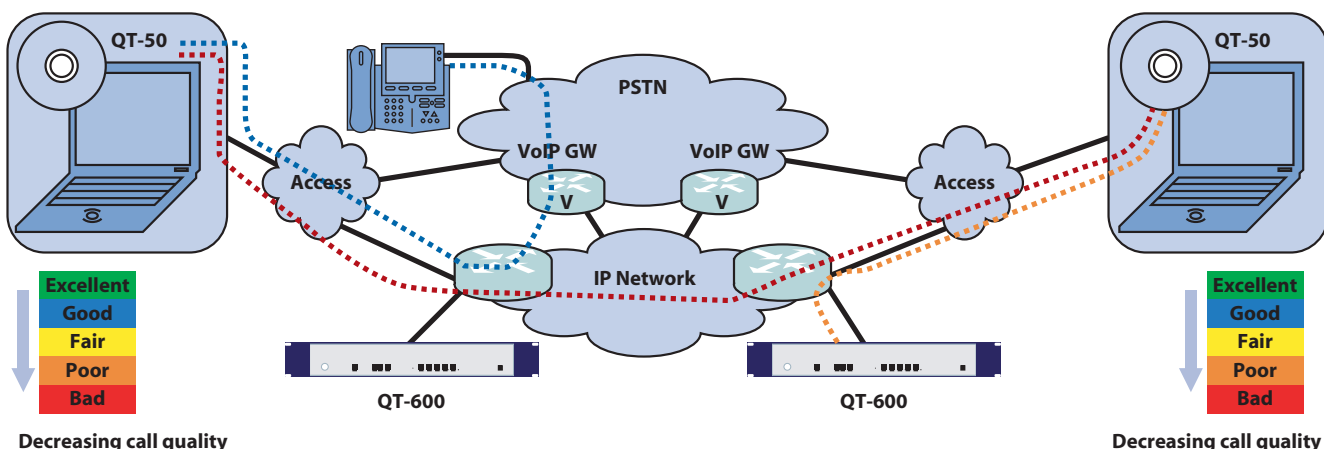 QT-50
PSTN
QT-50
VoIP GW
VoIP GW
Access
Access
V
V
IP Network
Excellent
Good
Fair
Poor
Bad
Excellent
Good
Fair
Poor
Bad
QT-600
QT-600
Decreasing call quality
Decreasing call quality